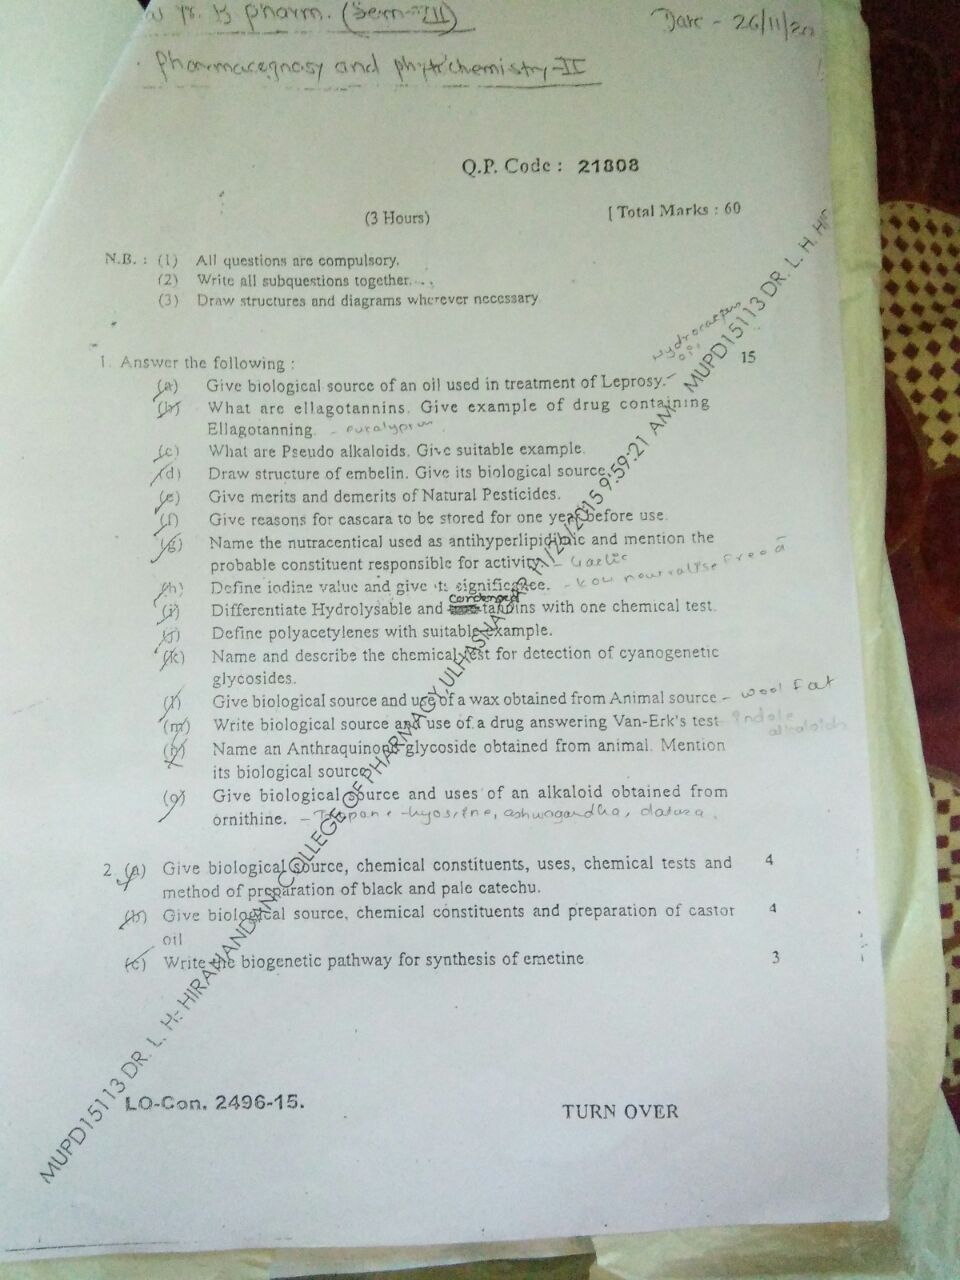 B pharm. (Sem-VII)
Date - 26/11/20
Pharmacognosy and phytochemistry-II
Q.P. Code : 21808
(3 Hours)
[ Total Marks : 60
N.B. : (1) All questions are compulsory.
(2) Write all subquestions together.
(3) Draw structures and diagrams wherever necessary
Hydrocarpus
oil
1. Answer the following : 15
(a) Give biological source of an oil used in treatment of Leprosy.-
(b) What are ellagotannins. Give example of drug containing
Ellagotanning. -
(c) What are Pseudo alkaloids. Give suitable example.
(d) Draw structure of embelin. Give its biological source.
(e) Give merits and demerits of Natural Pesticides.
(f) Give reasons for cascara to be stored for one year before use.
(g) Name the nutracentical used as antihyperlipidimic and mention the
probable constituent responsible for activity. - Gaelic
(h) Define iodine value and give its significance. - KOH
condensed
(i) Differentiate Hydrolysable and tannins with one chemical test.
(j) Define polyacetylenes with suitable example.
(k) Name and describe the chemical test for detection of cyanogenetic
glycosides.
(l) Give biological source and use of a wax obtained from Animal source - wool fat
(m) Write biological source and use of a drug answering Van-Erk's test Indole
alkaloids
(n) Name an Anthraquinone glycoside obtained from animal. Mention
its biological source
(o) Give biological source and uses of an alkaloid obtained from
ornithine. - Tropane - hyoscine, ashwagandha, datura.
2. (a) Give biological source, chemical constituents, uses, chemical tests and 4
method of preparation of black and pale catechu.
(b) Give biological source, chemical constituents and preparation of castor 4
oil
(c) Write the biogenetic pathway for synthesis of emetine 3
LO-Con. 2496-15.
TURN OVER
MUPD15113 DR. L. H. HIRANANDANI COLLEGE OF PHARMACY, ULHASNA 2015 9:59:21 AM MUPD15113 DR. L. H. HI